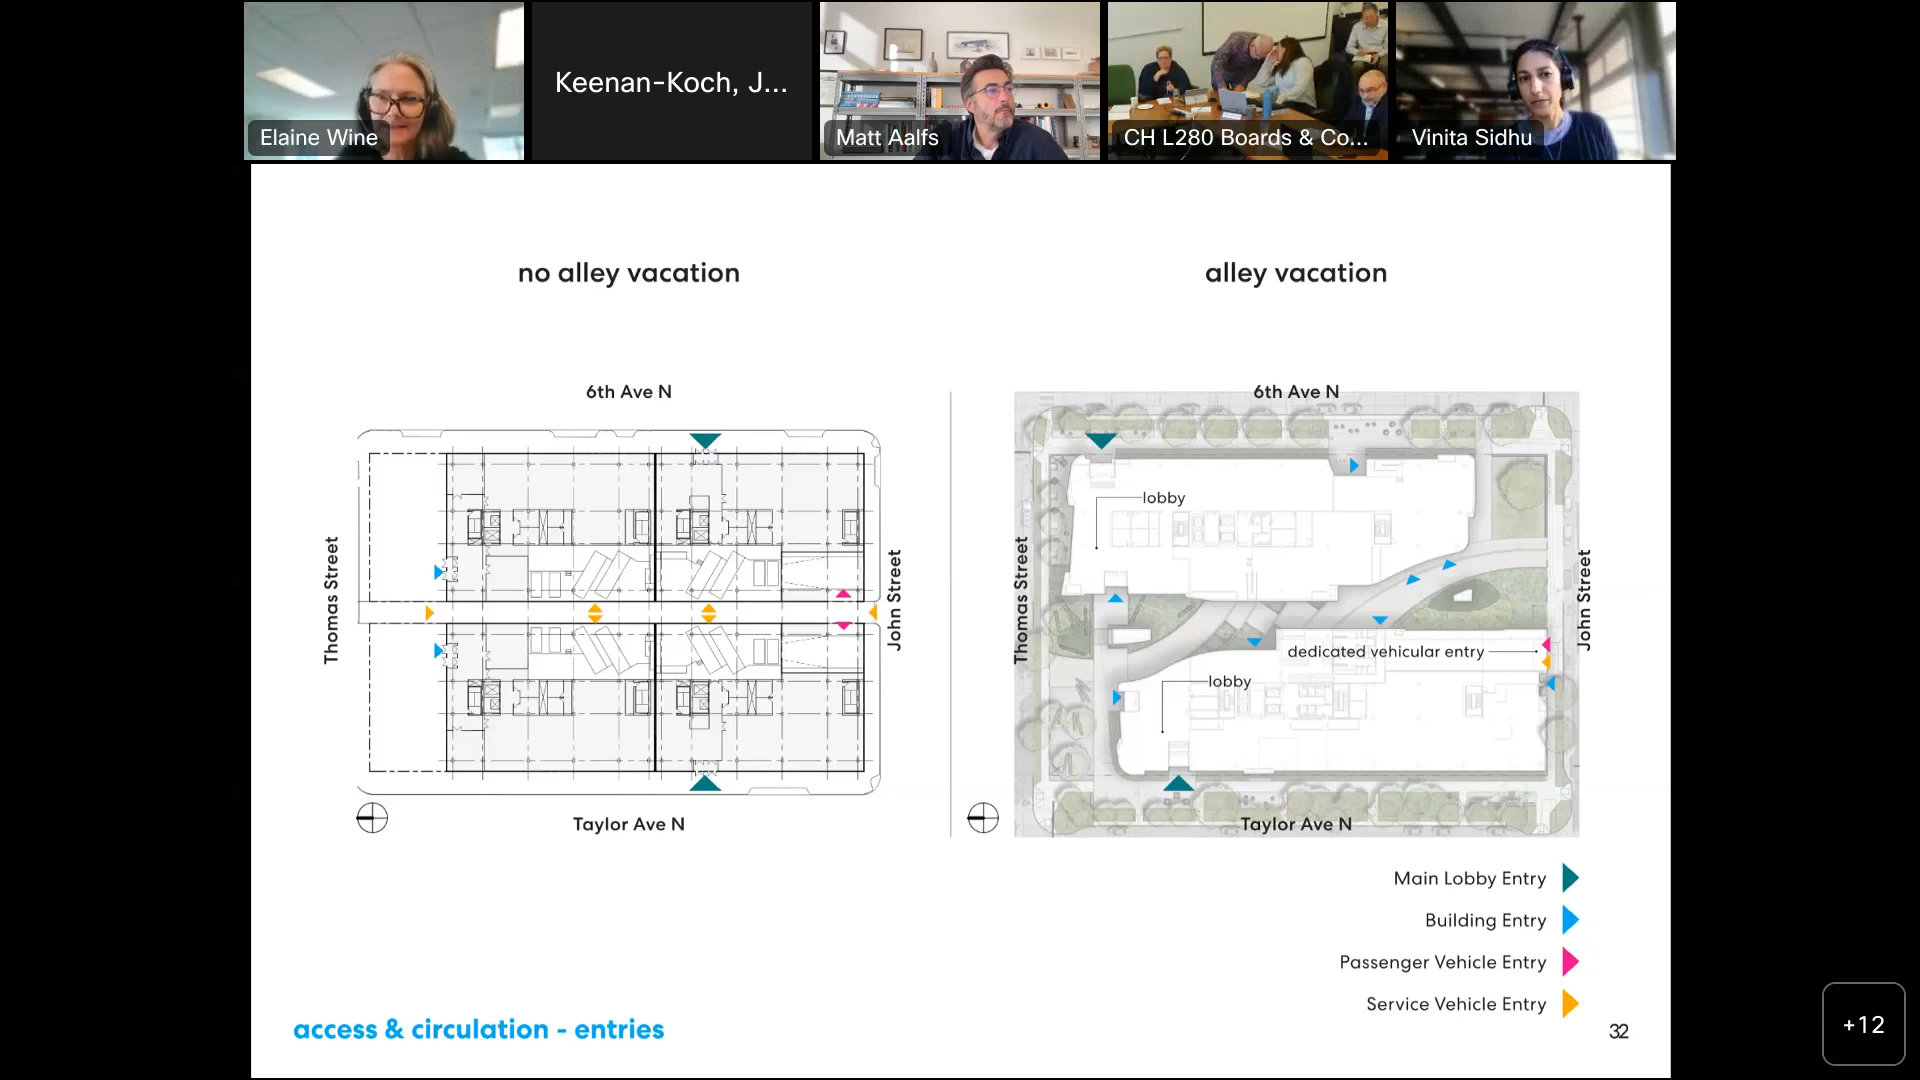 Elaine Wine
Keenan-Koch, J...
Matt Aalfs
CH L280 Boards & Co...
Vinita Sidhu
no alley vacation
alley vacation
6th Ave N
Thomas Street
John Street
Taylor Ave N
6th Ave N
Thomas Street
lobby
dedicated vehicular entry
lobby
John Street
Taylor Ave N
Main Lobby Entry
Building Entry
Passenger Vehicle Entry
Service Vehicle Entry
access & circulation - entries
32
+12